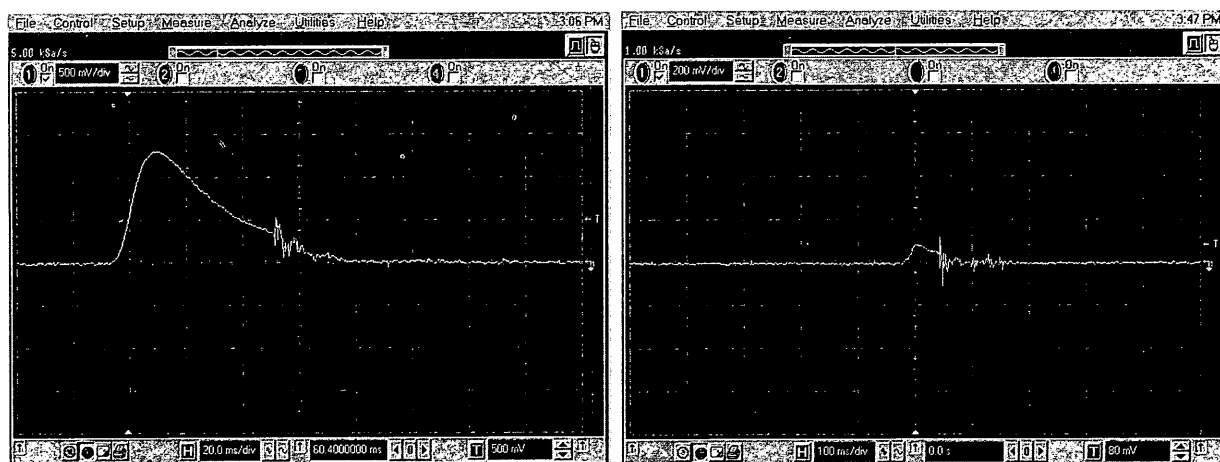 File Control Setup Measure Analyze Utilities Help 3:06 PM
5.00 kSa/s
1 On 500 mV/div 2 On On 4 On
T
H 20.0 ms/div 60.4000000 ms 0 T 500 mV
File Control Setup Measure Analyze Utilities Help 3:47 PM
1.00 kSa/s
On 200 mV/div 2 On On On
T
H 100 ms/div 0.0 s 0 T 80 mV